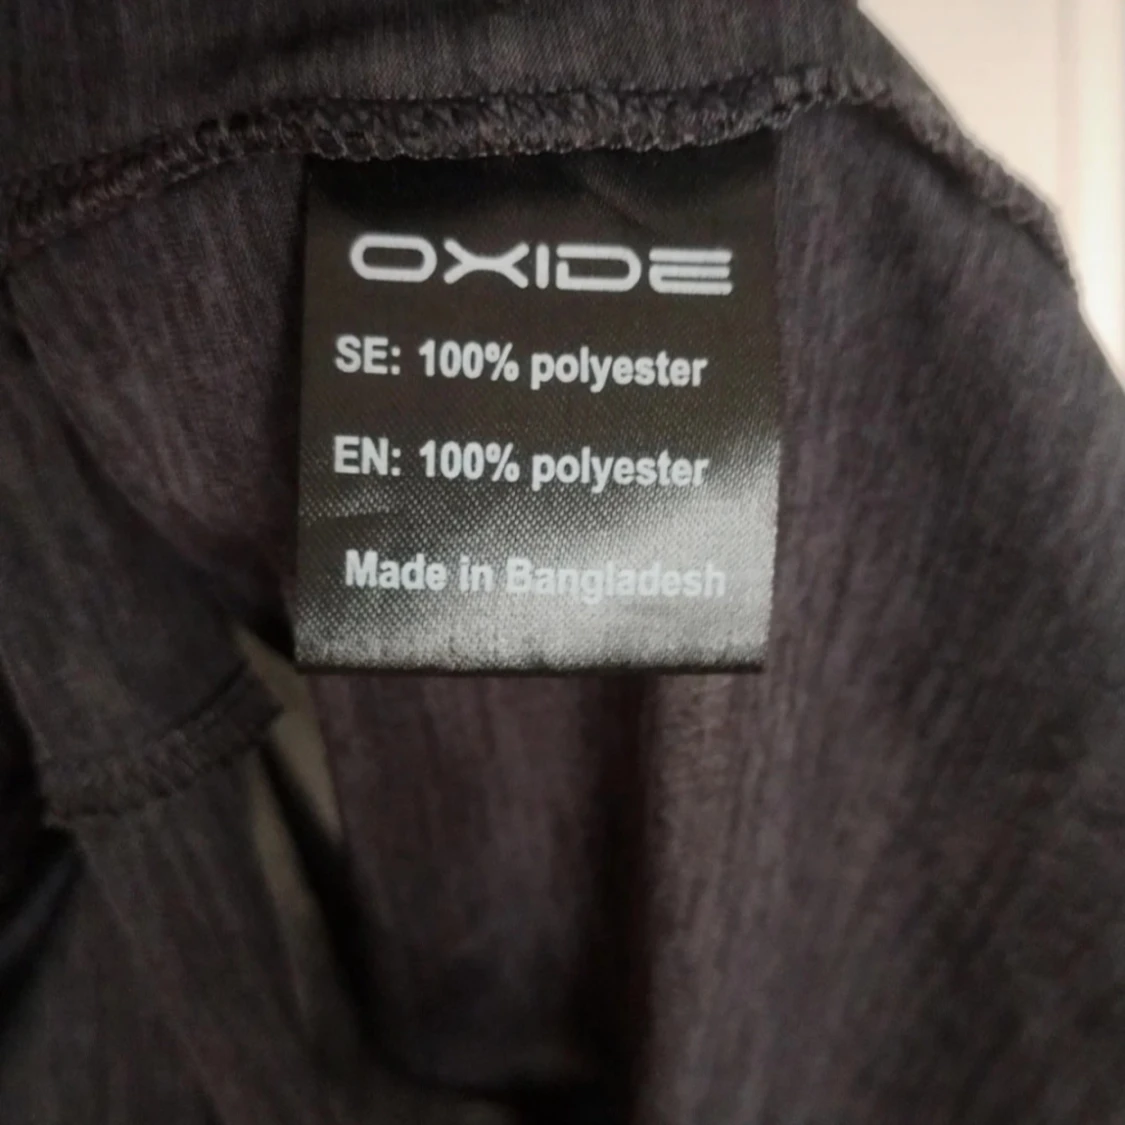 OXIDE
SE: 100% polyester
EN: 100% polyester
Made in Bangladesh